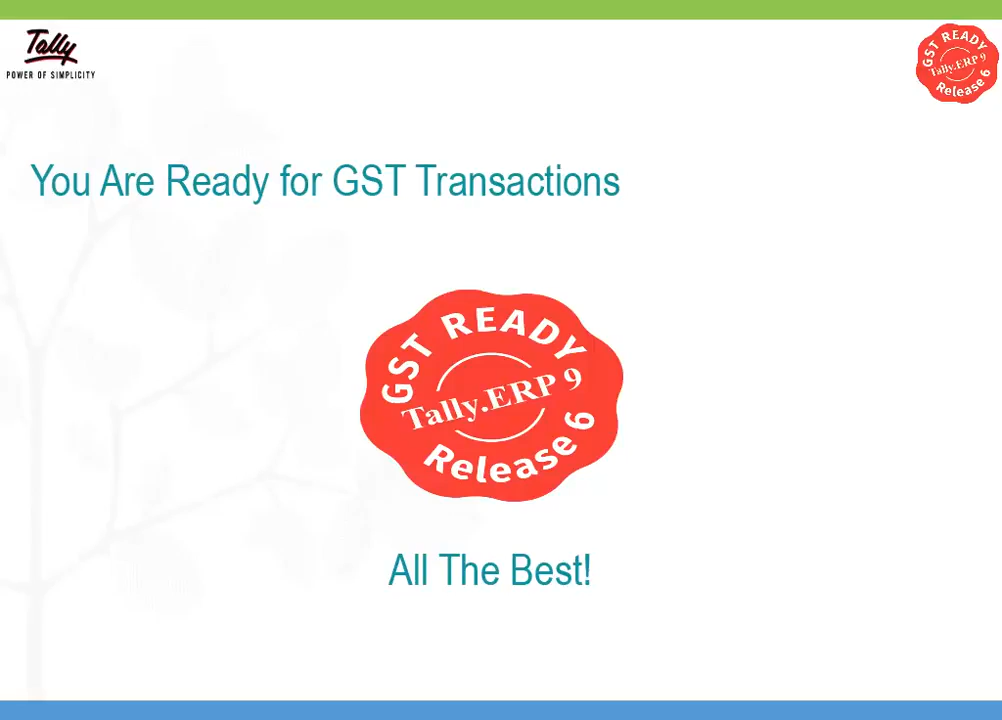 Tally
POWER OF SIMPLICITY
GST READY
Tally.ERP 9
Release 6
You Are Ready for GST Transactions
GST READY
Tally.ERP 9
Release 6
All The Best!